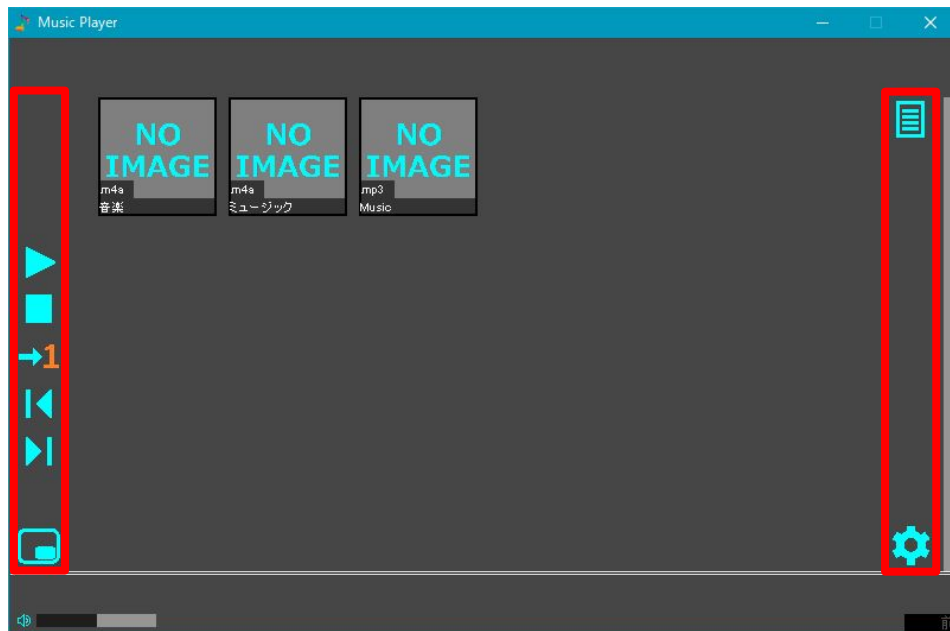 Music Player
NO
IMAGE
.m4a
音楽
NO
IMAGE
.m4a
ミュージック
NO
IMAGE
.mp3
Music
→1